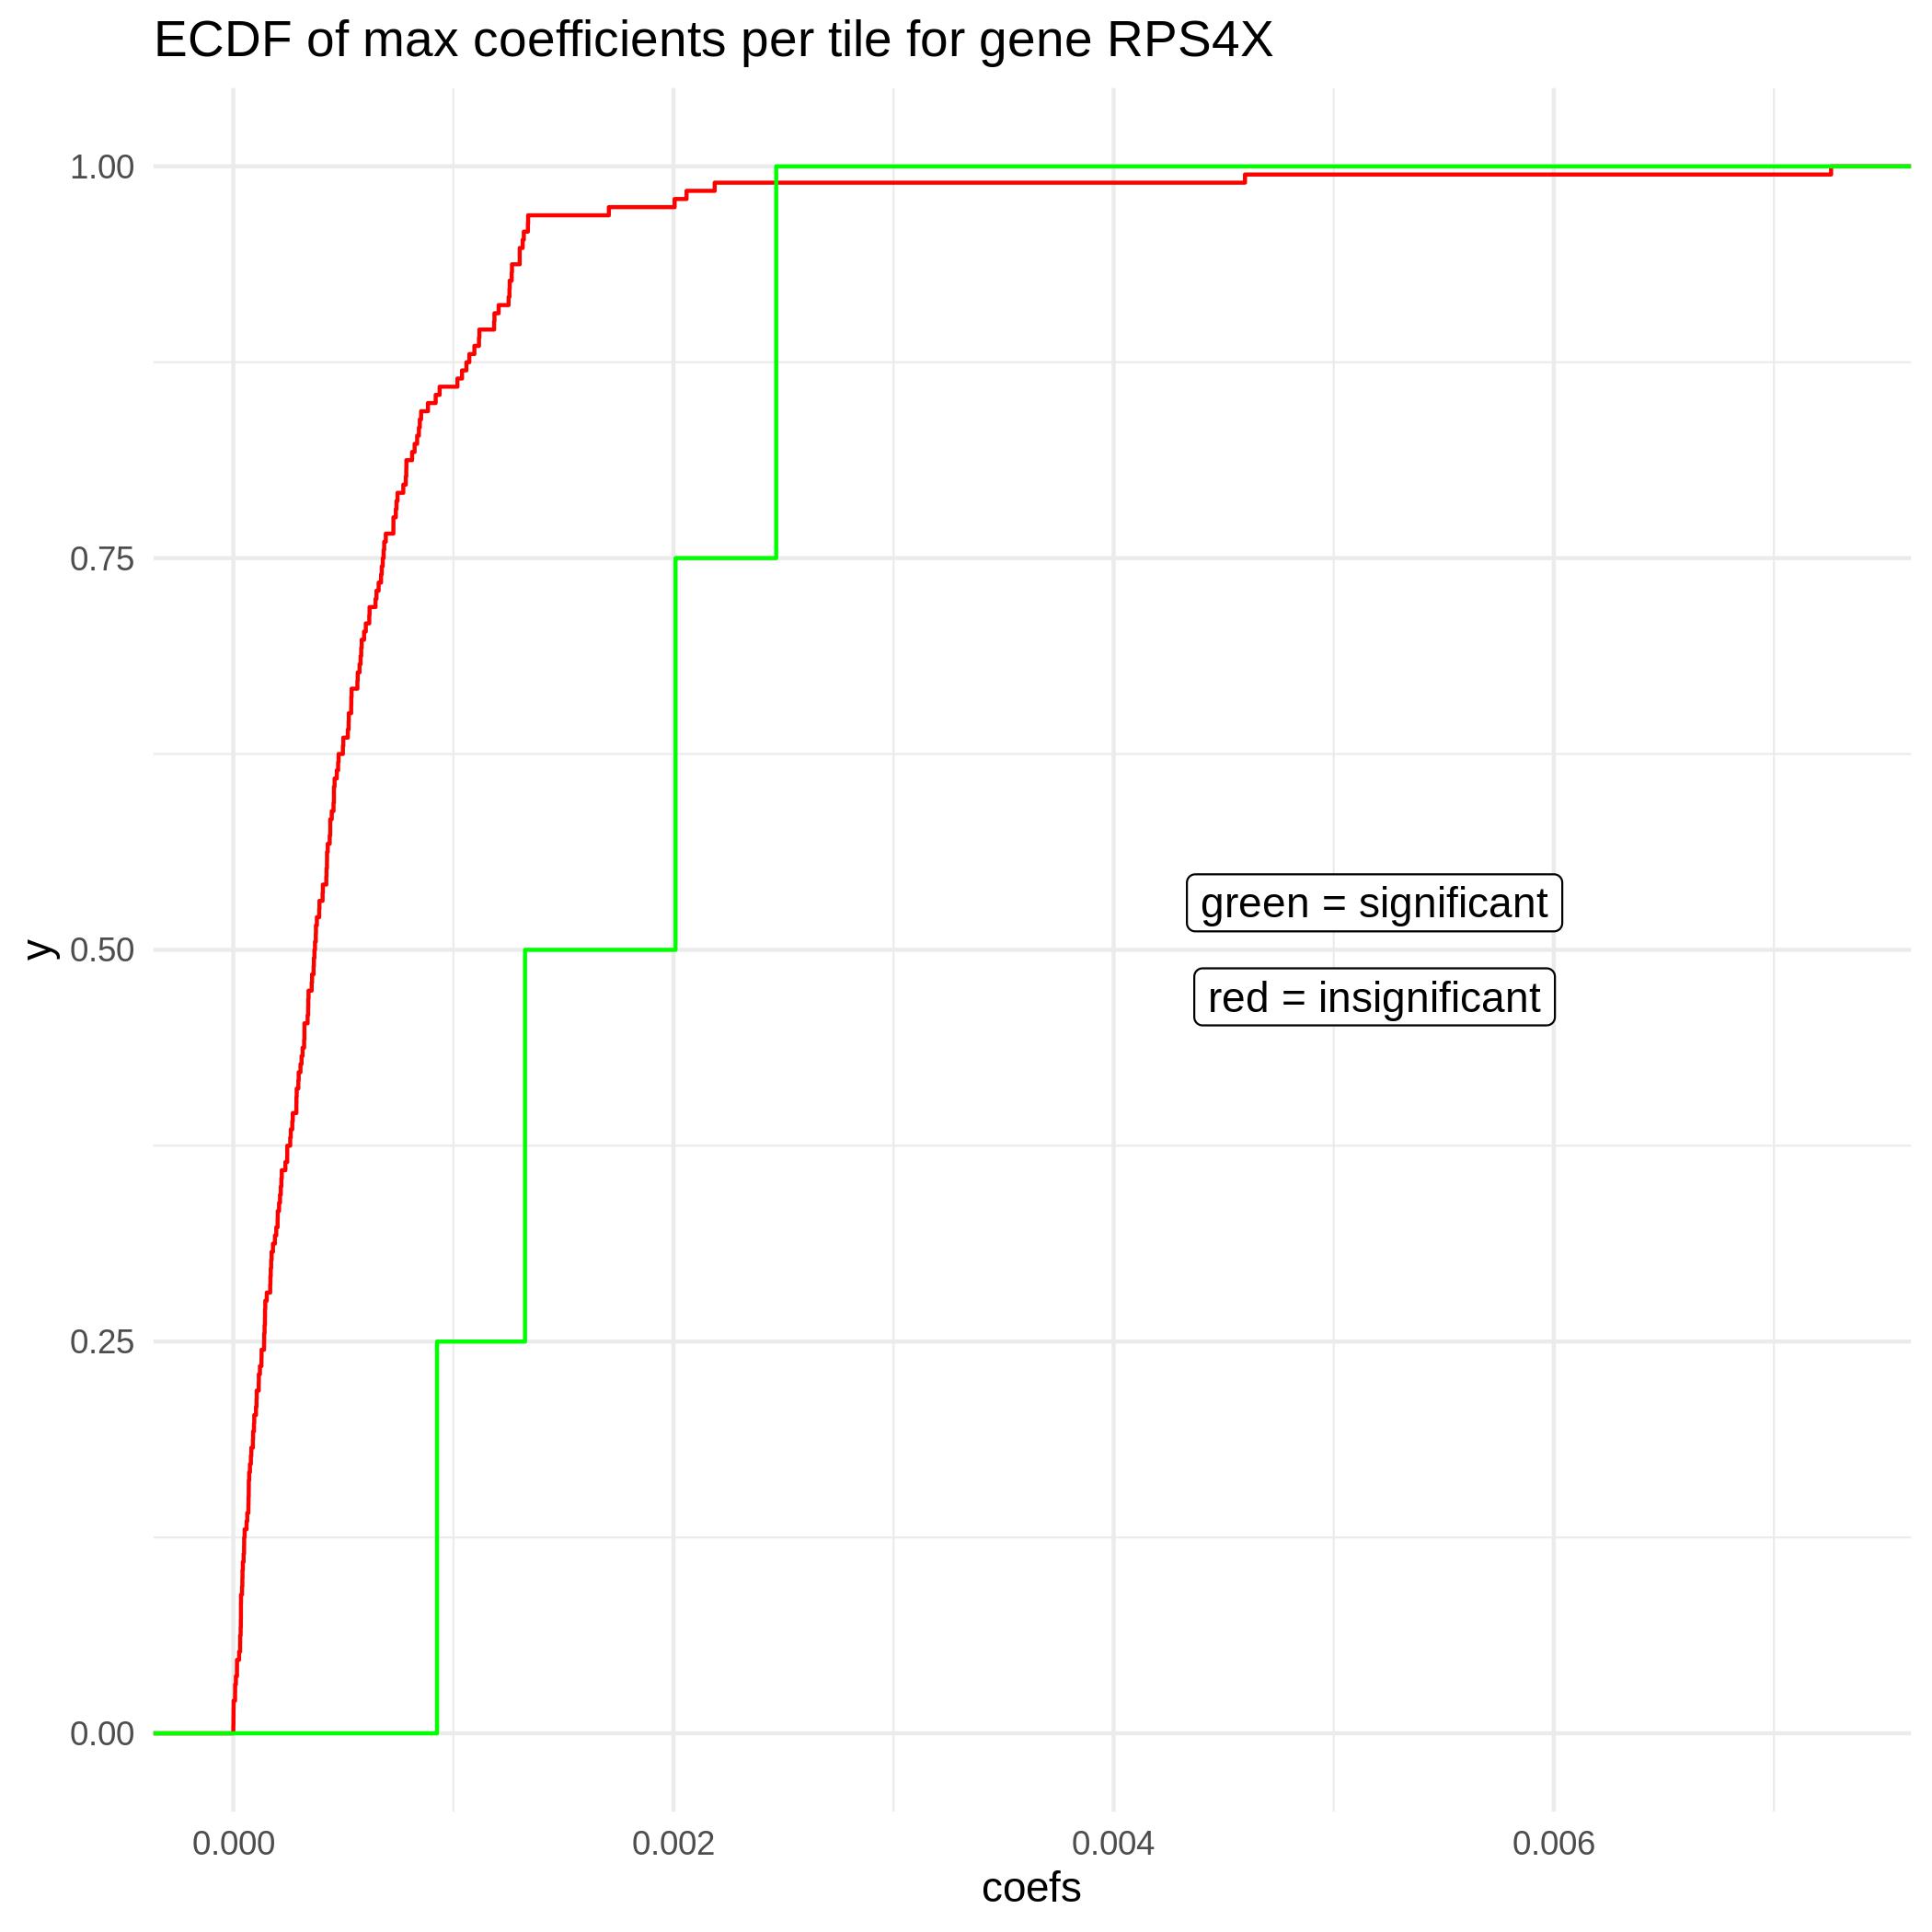 ECDF of max coefficients per tile for gene RPS4X
1.00
0.75
0.50
0.25
0.00
y
green = significant
red = insignificant
0.000 0.002 0.004 0.006
coefs